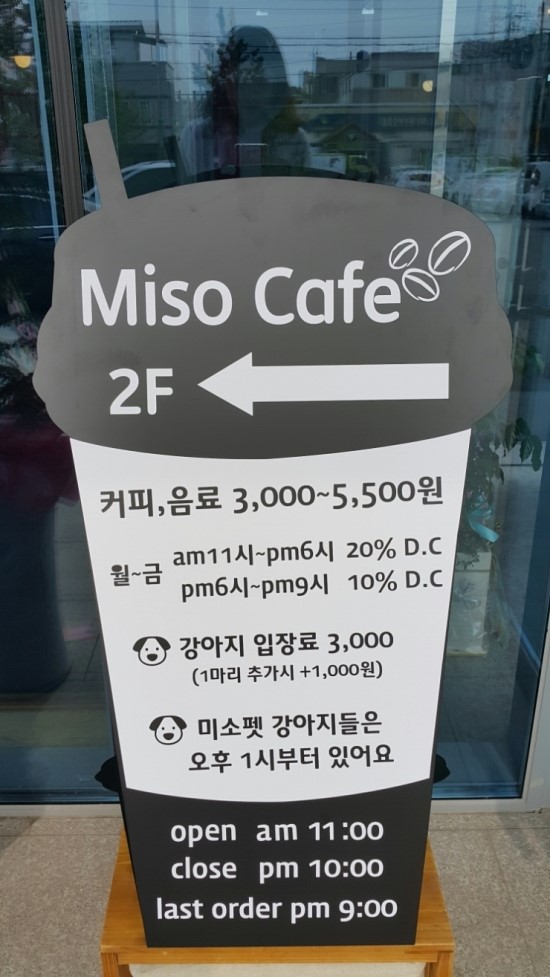 Miso Cafe
2F
커피,음료 3,000~5,500원
월~금 am11시~pm6시 20% D.C
pm6시~pm9시 10% D.C
강아지 입장료 3,000
(1마리 추가시 +1,000원)
미소펫 강아지들은
오후 1시부터 있어요
open am 11:00
close pm 10:00
last order pm 9:00